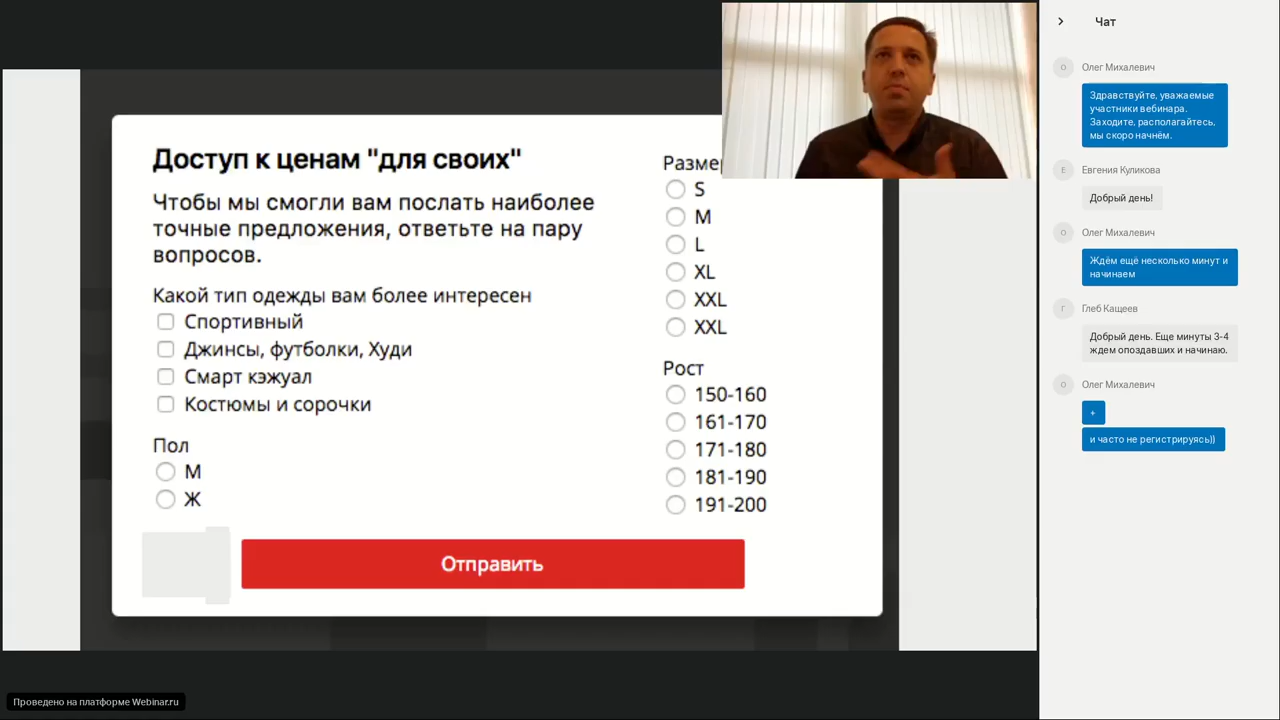 Доступ к ценам "для своих"
Чтобы мы смогли вам послать наиболее
точные предложения, ответьте на пару
вопросов.
Какой тип одежды вам более интересен
Спортивный
Джинсы, футболки, Худи
Смарт кэжуал
Костюмы и сорочки
Пол
М
Ж
S
M
L
XL
XXL
XXL
Рост
150-160
161-170
171-180
181-190
191-200
Отправить
Проведено на платформе Webinar.ru
Чат
О
Олег Михалевич
Здравствуйте, уважаемые
участники вебинара.
Заходите, располагайтесь,
мы скоро начнём.
Е
Евгения Куликова
Добрый день!
О
Олег Михалевич
Ждём ещё несколько минут и
начинаем
Г
Глеб Кащеев
Добрый день. Еще минуты 3-4
ждем опоздавших и начинаю.
О
Олег Михалевич
+
и часто не регистрируясь))